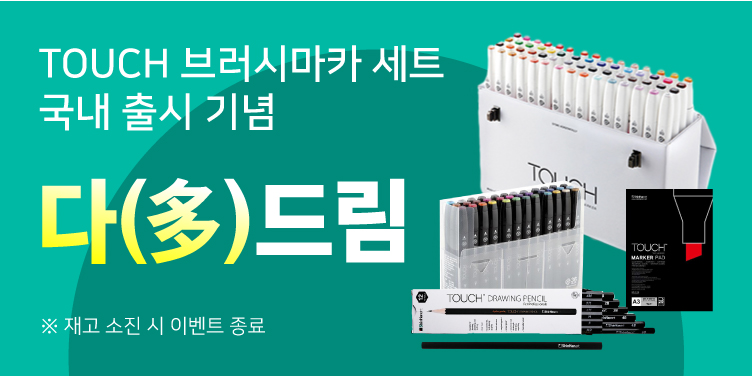 TOUCH 브러시마카 세트
국내 출시 기념
다(多)드림
※ 재고 소진 시 이벤트 종료
TOUCH
TOUCH
MARKER PAD
A3
TOUCH DRAWING PENCIL
12